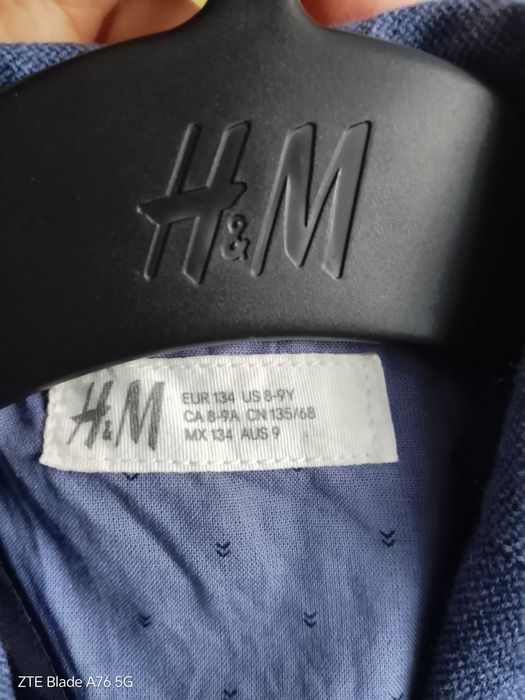 H&M
H&M
EUR 134 US 8-9Y
CA 8-9A CN 135/68
MX 134 AUS 9
ZTE Blade A76 5G